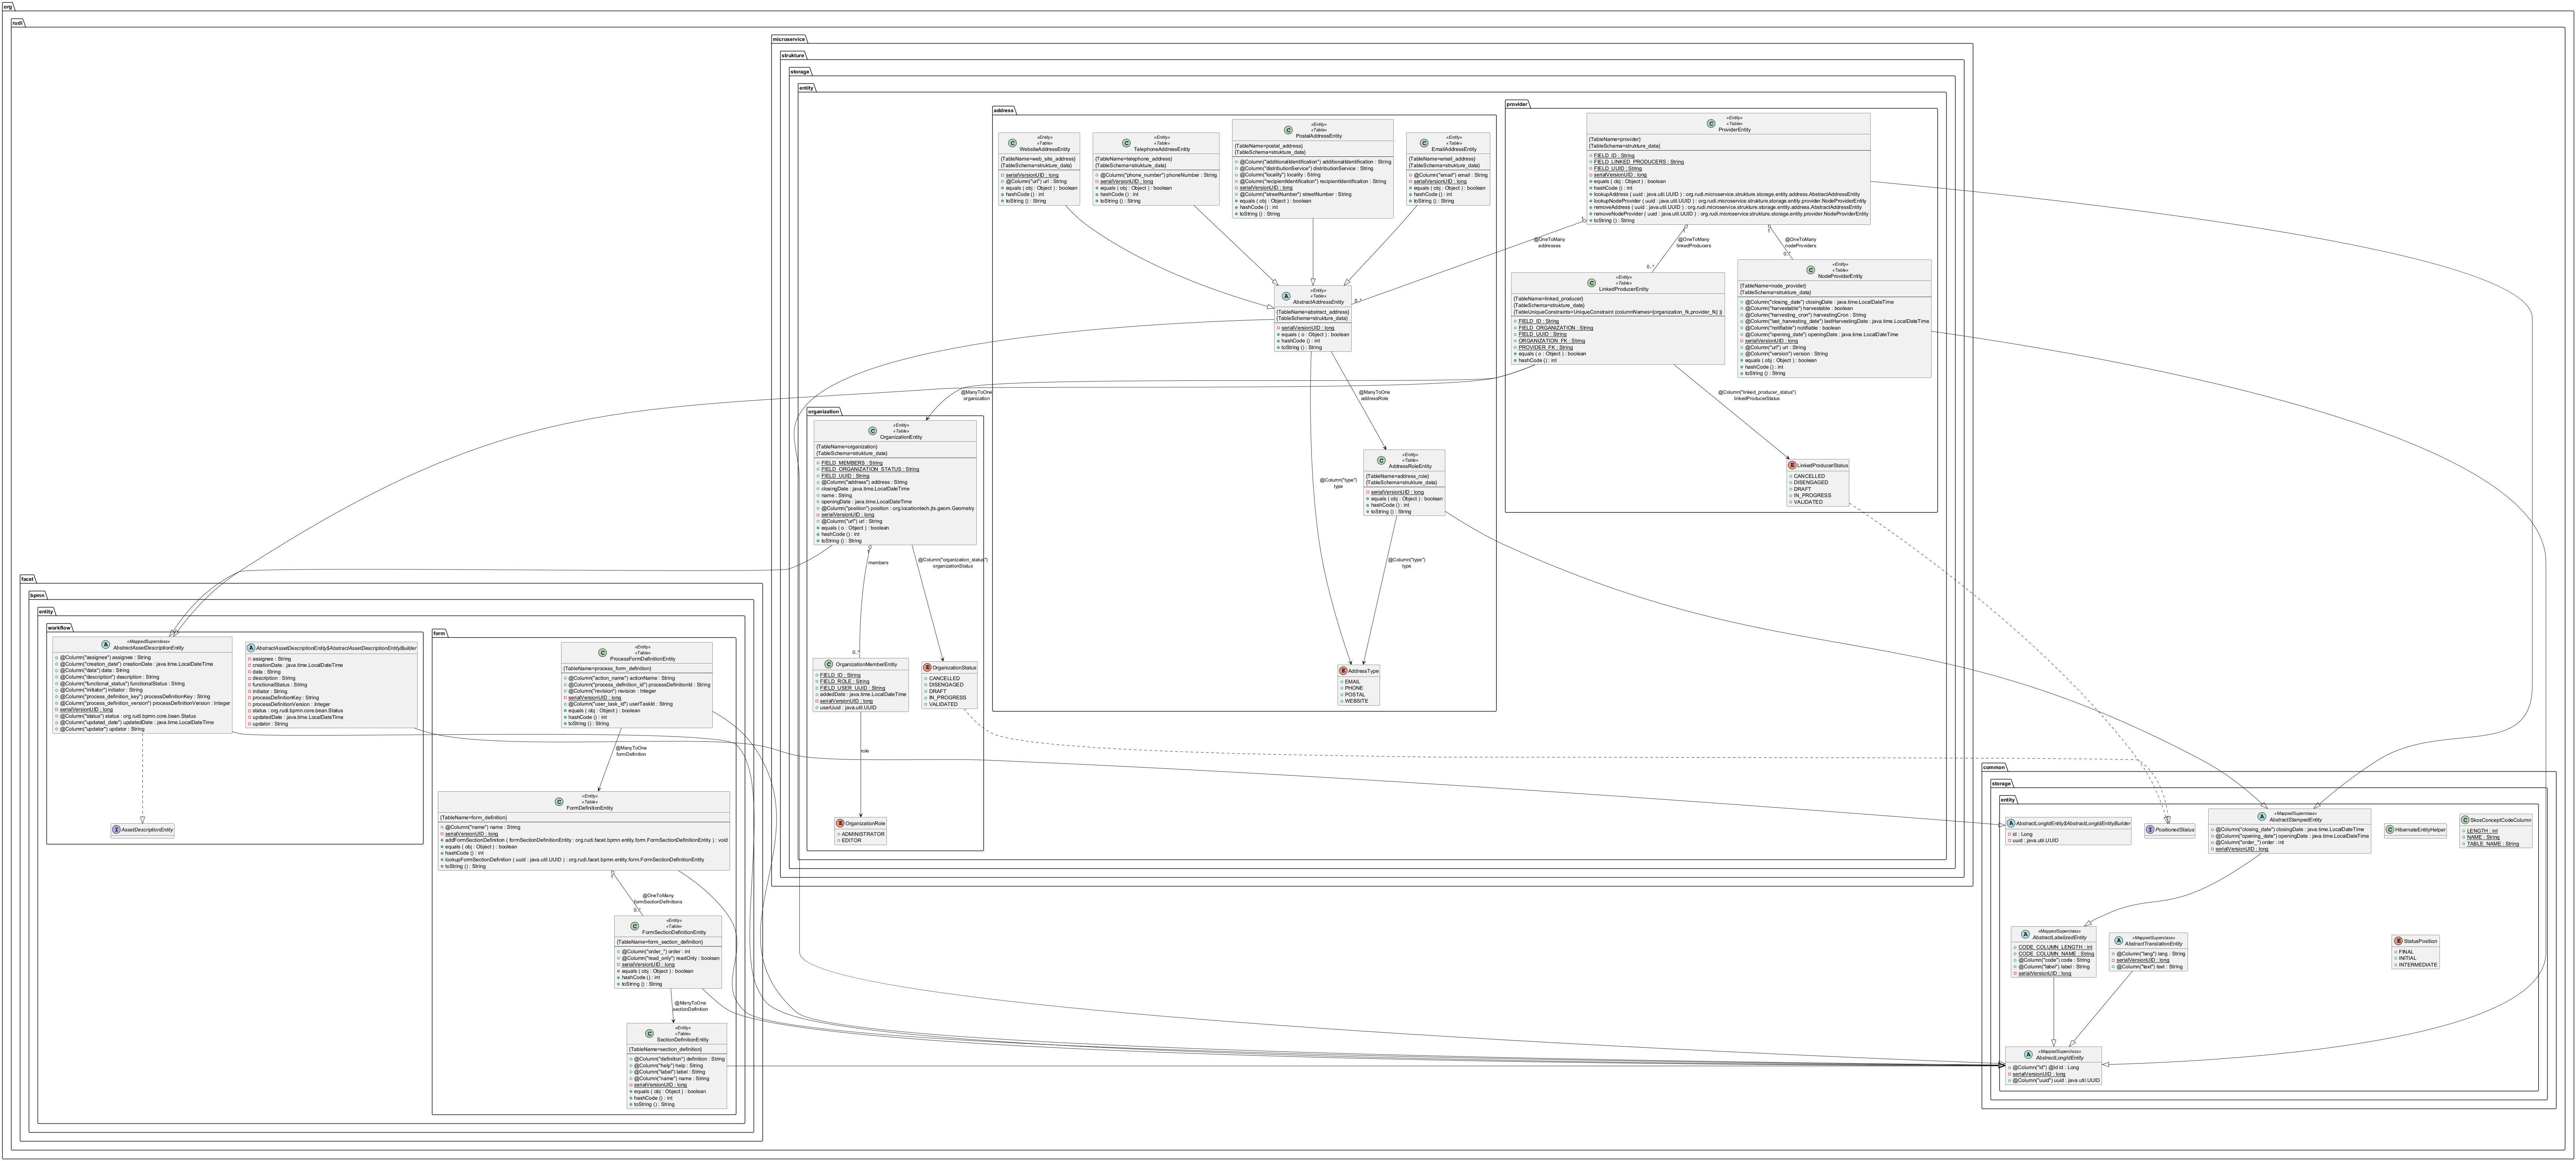 org
rudi
microservice
strukture
storage
entity
address
«Entity»
«Table»
WebsiteAddressEntity
{TableName=web_site_address}
{TableSchema=strukture_data}
serialVersionUID : long
@Column("url") url : String
equals ( obj : Object ) : boolean
hashCode () : int
toString () : String
«Entity»
«Table»
TelephoneAddressEntity
{TableName=telephone_address}
{TableSchema=strukture_data}
@Column("phone_number") phoneNumber : String
serialVersionUID : long
equals ( obj : Object ) : boolean
hashCode () : int
toString () : String
«Entity»
«Table»
PostalAddressEntity
{TableName=postal_address}
{TableSchema=strukture_data}
@Column("additionalIdentification") additionalIdentification : String
@Column("distributionService") distributionService : String
@Column("locality") locality : String
@Column("recipientIdentification") recipientIdentification : String
serialVersionUID : long
@Column("streetNumber") streetNumber : String
equals ( obj : Object ) : boolean
hashCode () : int
toString () : String
«Entity»
«Table»
EmailAddressEntity
{TableName=email_address}
{TableSchema=strukture_data}
@Column("email") email : String
serialVersionUID : long
equals ( obj : Object ) : boolean
hashCode () : int
toString () : String
«Entity»
«Table»
AbstractAddressEntity
{TableName=abstract_address}
{TableSchema=strukture_data}
serialVersionUID : long
equals ( o : Object ) : boolean
hashCode () : int
toString () : String
@ManyToOne
addressRole
@Column("type")
type
«Entity»
«Table»
AddressRoleEntity
{TableName=address_role}
{TableSchema=strukture_data}
serialVersionUID : long
equals ( obj : Object ) : boolean
hashCode () : int
toString () : String
@Column("type")
type
AddressType
EMAIL
PHONE
POSTAL
WEBSITE
provider
«Entity»
«Table»
ProviderEntity
{TableName=provider}
{TableSchema=strukture_data}
FIELD_ID : String
FIELD_LINKED_PRODUCERS : String
FIELD_UUID : String
serialVersionUID : long
equals ( obj : Object ) : boolean
hashCode () : int
lookupAddress ( uuid : java.util.UUID ) : org.rudi.microservice.strukture.storage.entity.address.AbstractAddressEntity
lookupNodeProvider ( uuid : java.util.UUID ) : org.rudi.microservice.strukture.storage.entity.provider.NodeProviderEntity
removeAddress ( uuid : java.util.UUID ) : org.rudi.microservice.strukture.storage.entity.address.AbstractAddressEntity
removeNodeProvider ( uuid : java.util.UUID ) : org.rudi.microservice.strukture.storage.entity.provider.NodeProviderEntity
toString () : String
1
@OneToMany
addresses
0..*
1
@OneToMany
linkedProducers
0..*
1
@OneToMany
nodeProviders
0..*
«Entity»
«Table»
LinkedProducerEntity
{TableName=linked_producer}
{TableSchema=strukture_data}
{TableUniqueConstraints=UniqueConstraint (columnNames=[organization_fk,provider_fk] )}
FIELD_ID : String
FIELD_ORGANIZATION : String
FIELD_UUID : String
ORGANIZATION_FK : String
PROVIDER_FK : String
equals ( o : Object ) : boolean
hashCode () : int
«Entity»
«Table»
NodeProviderEntity
{TableName=node_provider}
{TableSchema=strukture_data}
@Column("closing_date") closingDate : java.time.LocalDateTime
@Column("harvestable") harvestable : boolean
@Column("harvesting_cron") harvestingCron : String
@Column("last_harvesting_date") lastHarvestingDate : java.time.LocalDateTime
@Column("notifiable") notifiable : boolean
@Column("opening_date") openingDate : java.time.LocalDateTime
serialVersionUID : long
@Column("url") url : String
@Column("version") version : String
equals ( obj : Object ) : boolean
hashCode () : int
toString () : String
@Column("linked_producer_status")
linkedProducerStatus
LinkedProducerStatus
CANCELLED
DISENGAGED
DRAFT
IN_PROGRESS
VALIDATED
@ManyToOne
organization
organization
«Entity»
«Table»
OrganizationEntity
{TableName=organization}
{TableSchema=strukture_data}
FIELD_MEMBERS : String
FIELD_ORGANIZATION_STATUS : String
FIELD_UUID : String
@Column("address") address : String
closingDate : java.time.LocalDateTime
name : String
openingDate : java.time.LocalDateTime
@Column("position") position : org.locationtech.jts.geom.Geometry
serialVersionUID : long
@Column("url") url : String
equals ( o : Object ) : boolean
hashCode () : int
toString () : String
1
members
0..*
@Column("organization_status")
organizationStatus
OrganizationMemberEntity
FIELD_ID : String
FIELD_ROLE : String
FIELD_USER_UUID : String
addedDate : java.time.LocalDateTime
serialVersionUID : long
userUuid : java.util.UUID
OrganizationStatus
CANCELLED
DISENGAGED
DRAFT
IN_PROGRESS
VALIDATED
role
OrganizationRole
ADMINISTRATOR
EDITOR
facet
bpmn
entity
workflow
«MappedSuperclass»
AbstractAssetDescriptionEntity
@Column("assignee") assignee : String
@Column("creation_date") creationDate : java.time.LocalDateTime
@Column("data") data : String
@Column("description") description : String
@Column("functional_status") functionalStatus : String
@Column("initiator") initiator : String
@Column("process_definition_key") processDefinitionKey : String
@Column("process_definition_version") processDefinitionVersion : Integer
serialVersionUID : long
@Column("status") status : org.rudi.bpmn.core.bean.Status
@Column("updated_date") updatedDate : java.time.LocalDateTime
@Column("updator") updator : String
AbstractAssetDescriptionEntity$AbstractAssetDescriptionEntityBuilder
assignee : String
creationDate : java.time.LocalDateTime
data : String
description : String
functionalStatus : String
initiator : String
processDefinitionKey : String
processDefinitionVersion : Integer
status : org.rudi.bpmn.core.bean.Status
updatedDate : java.time.LocalDateTime
updator : String
AssetDescriptionEntity
form
«Entity»
«Table»
ProcessFormDefinitionEntity
{TableName=process_form_definition}
@Column("action_name") actionName : String
@Column("process_definition_id") processDefinitionId : String
@Column("revision") revision : Integer
serialVersionUID : long
@Column("user_task_id") userTaskId : String
equals ( obj : Object ) : boolean
hashCode () : int
toString () : String
@ManyToOne
formDefinition
«Entity»
«Table»
FormDefinitionEntity
{TableName=form_definition}
@Column("name") name : String
serialVersionUID : long
addFormSectionDefinition ( formSectionDefinitionEntity : org.rudi.facet.bpmn.entity.form.FormSectionDefinitionEntity ) : void
equals ( obj : Object ) : boolean
hashCode () : int
lookupFormSectionDefinition ( uuid : java.util.UUID ) : org.rudi.facet.bpmn.entity.form.FormSectionDefinitionEntity
toString () : String
1
@OneToMany
formSectionDefinitions
0..*
«Entity»
«Table»
FormSectionDefinitionEntity
{TableName=form_section_definition}
@Column("order_") order : int
@Column("read_only") readOnly : boolean
serialVersionUID : long
equals ( obj : Object ) : boolean
hashCode () : int
toString () : String
@ManyToOne
sectionDefinition
«Entity»
«Table»
SectionDefinitionEntity
{TableName=section_definition}
@Column("definition") definition : String
@Column("help") help : String
@Column("label") label : String
@Column("name") name : String
serialVersionUID : long
equals ( obj : Object ) : boolean
hashCode () : int
toString () : String
common
storage
entity
AbstractLongIdEntity$AbstractLongIdEntityBuilder
id : Long
uuid : java.util.UUID
PositionedStatus
«MappedSuperclass»
AbstractStampedEntity
@Column("closing_date") closingDate : java.time.LocalDateTime
@Column("opening_date") openingDate : java.time.LocalDateTime
@Column("order_") order : int
serialVersionUID : long
HibernateEntityHelper
SkosConceptCodeColumn
LENGTH : int
NAME : String
TABLE_NAME : String
«MappedSuperclass»
AbstractLabelizedEntity
CODE_COLUMN_LENGTH : int
CODE_COLUMN_NAME : String
@Column("code") code : String
@Column("label") label : String
serialVersionUID : long
«MappedSuperclass»
AbstractTranslationEntity
@Column("lang") lang : String
serialVersionUID : long
@Column("text") text : String
StatusPosition
FINAL
INITIAL
INTERMEDIATE
«MappedSuperclass»
AbstractLongIdEntity
@Column("id") @Id id : Long
serialVersionUID : long
@Column("uuid") uuid : java.util.UUID